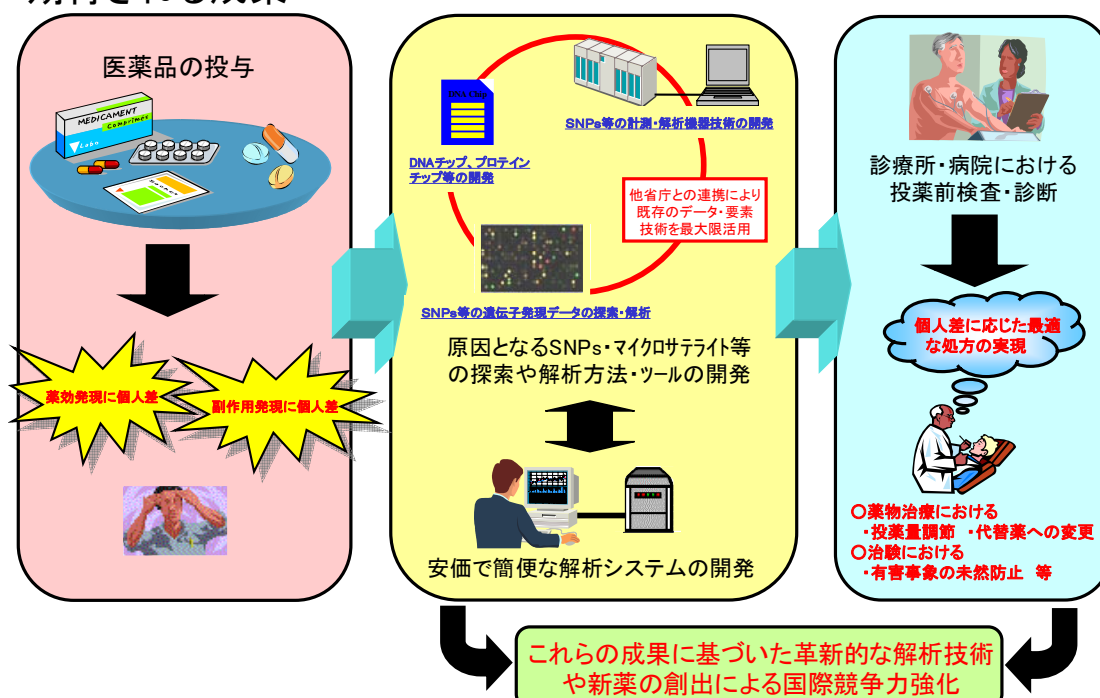 期待される成果
医薬品の投与
MEDICAMENT
Comprimés
Labo
薬効発現に個人差
副作用発現に個人差
DNA Chip
SNPs等の計測・解析機器技術の開発
DNAチップ、プロテイン
チップ等の開発
他省庁との連携により
既存のデータ・要素
技術を最大限活用
SNPs等の遺伝子発現データの探索・解析
原因となるSNPs・マイクロサテライト等
の探索や解析方法・ツールの開発
安価で簡便な解析システムの開発
診療所・病院における
投薬前検査・診断
個人差に応じた最適
な処方の実現
○薬物治療における
・投薬量調節 ・代替薬への変更
○治験における
・有害事象の未然防止 等
これらの成果に基づいた革新的な解析技術
や新薬の創出による国際競争力強化